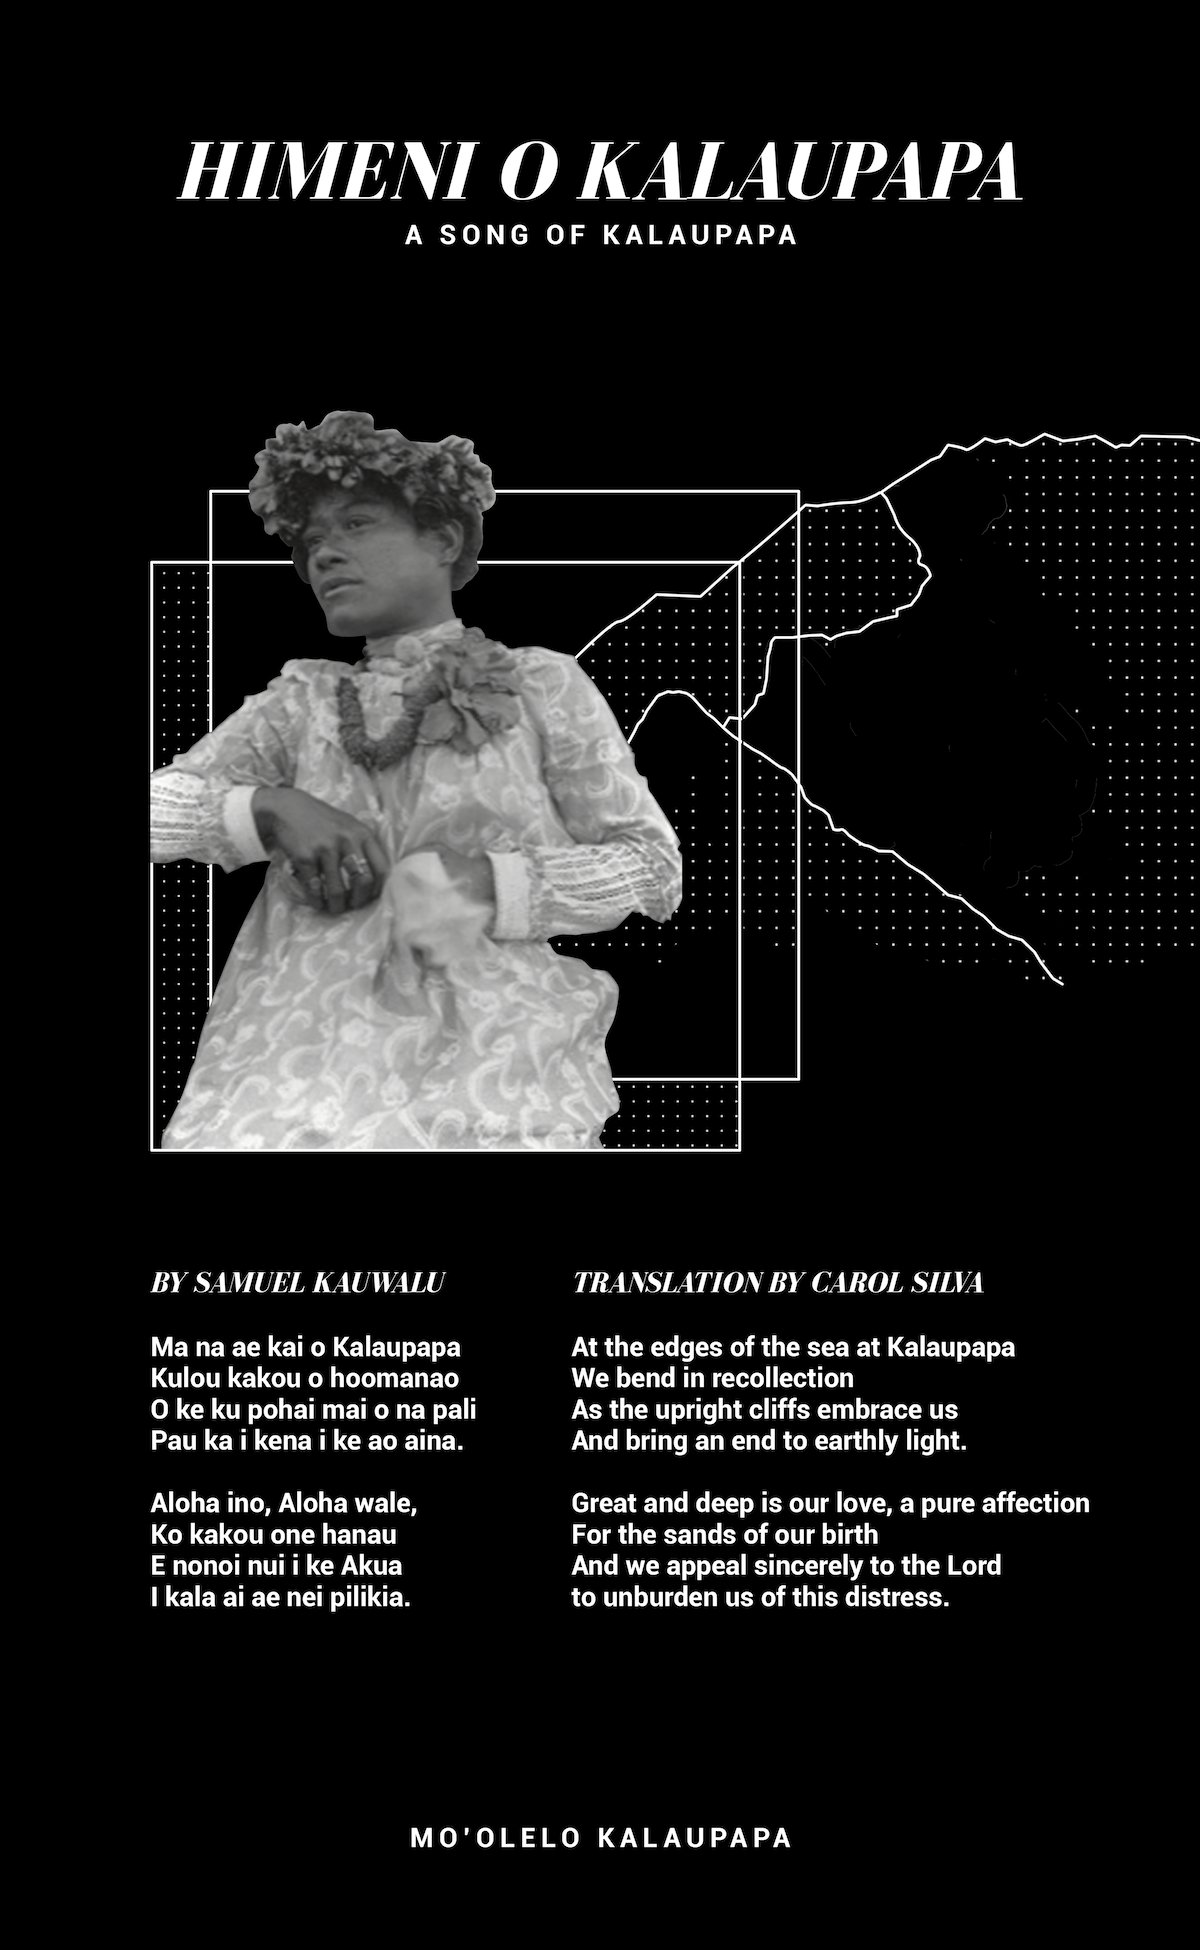 HIMENI O KALAUPAPA
A SONG OF KALAUPAPA
BY SAMUEL KAUWALU
Ma na ae kai o Kalaupapa
Kulou kakou o hoomanao
O ke ku pohai mai o na pali
Pau ka i kena i ke ao aina.
Aloha ino, Aloha wale,
Ko kakou one hanau
E nonoi nui i ke Akua
I kala ai ae nei pilikia.
TRANSLATION BY CAROL SILVA
At the edges of the sea at Kalaupapa
We bend in recollection
As the upright cliffs embrace us
And bring an end to earthly light.
Great and deep is our love, a pure affection
For the sands of our birth
And we appeal sincerely to the Lord
to unburden us of this distress.
MO'OLELO KALAUPAPA